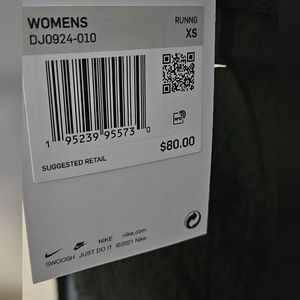 WOMENS RUNNG
DJ0924-010 XS
1 95239 95573 0
SUGGESTED RETAIL $80.00
NIKE nike.com
SWOOSH JUST DO IT ©2021 Nike